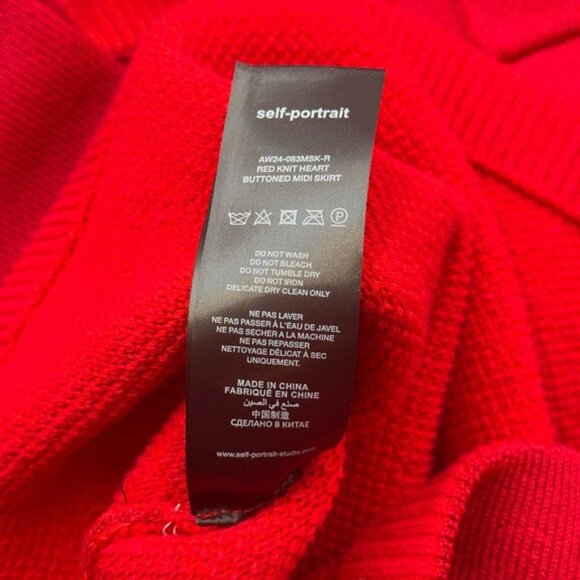 self-portrait
AW24-063MSK-R
RED KNIT HEART
BUTTONED MIDI SKIRT
P
DO NOT WASH
DO NOT BLEACH
DO NOT TUMBLE DRY
DO NOT IRON
DELICATE DRY CLEAN ONLY
NE PAS LAVER
NE PAS PASSER À L'EAU DE JAVEL
NE PAS SECHER A LA MACHINE
NE PAS REPASSER
NETTOYAGE DÉLICAT À SEC
UNIQUEMENT.
MADE IN CHINA
FABRIQUÉ EN CHINE
صنع في الصين
中国制造
СДЕЛАНО В КИТАЕ
www.self-portrait-studio.com